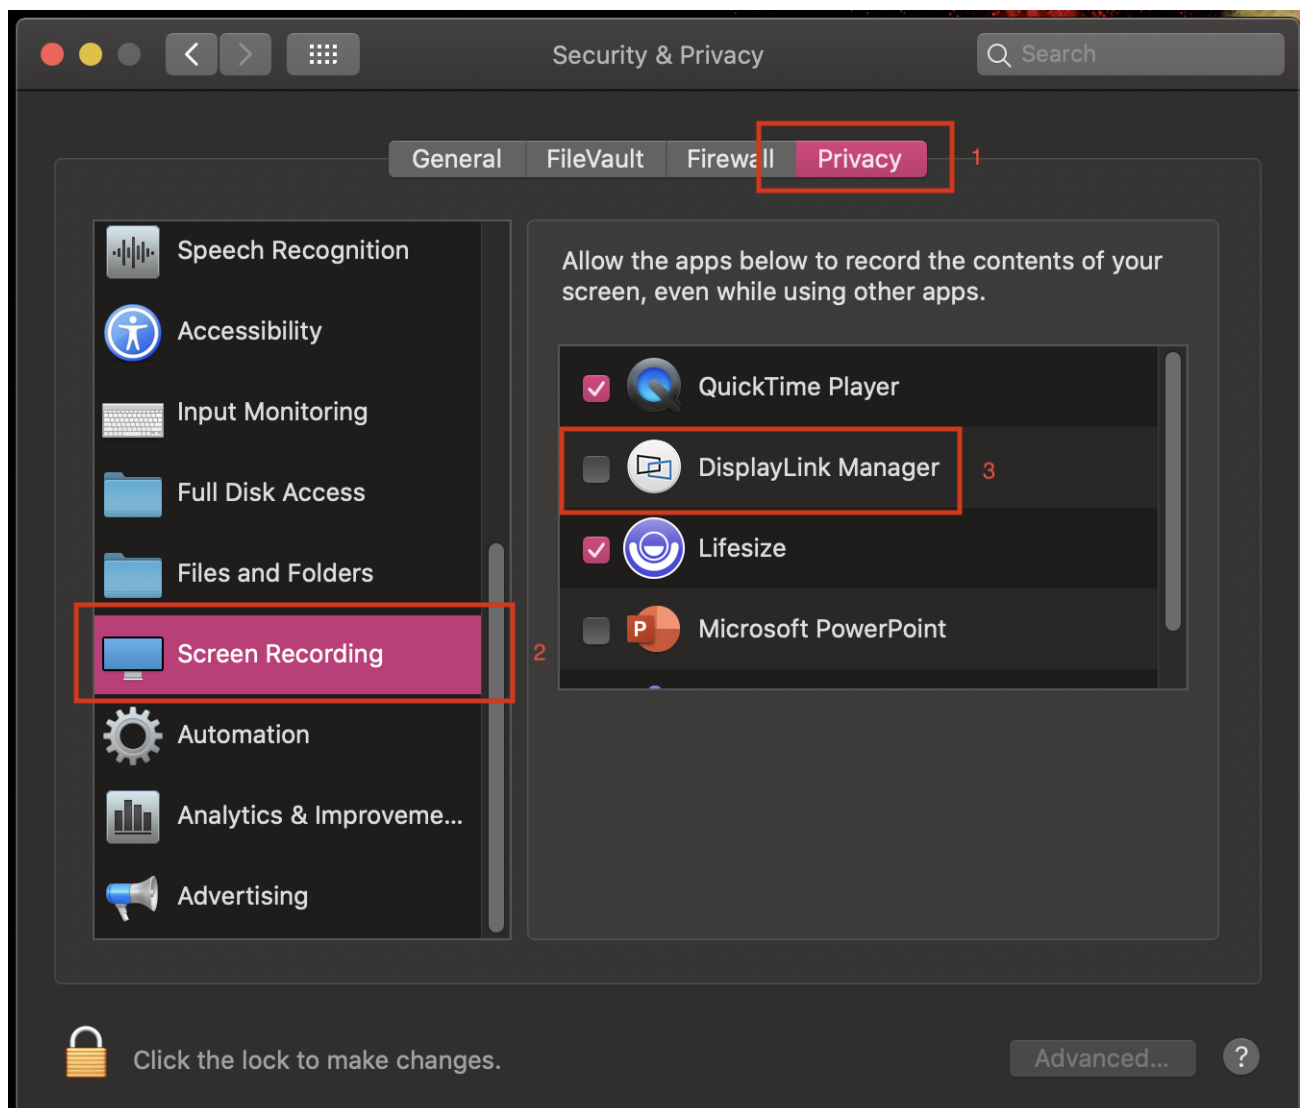 Security & Privacy
Search
General
FileVault
Firewall
Privacy
1
Speech Recognition
Accessibility
Input Monitoring
Full Disk Access
Files and Folders
Screen Recording
2
Automation
Analytics & Improveme...
Advertising
Allow the apps below to record the contents of your
screen, even while using other apps.
QuickTime Player
DisplayLink Manager
3
Lifesize
P
Microsoft PowerPoint
Click the lock to make changes.
Advanced...
?